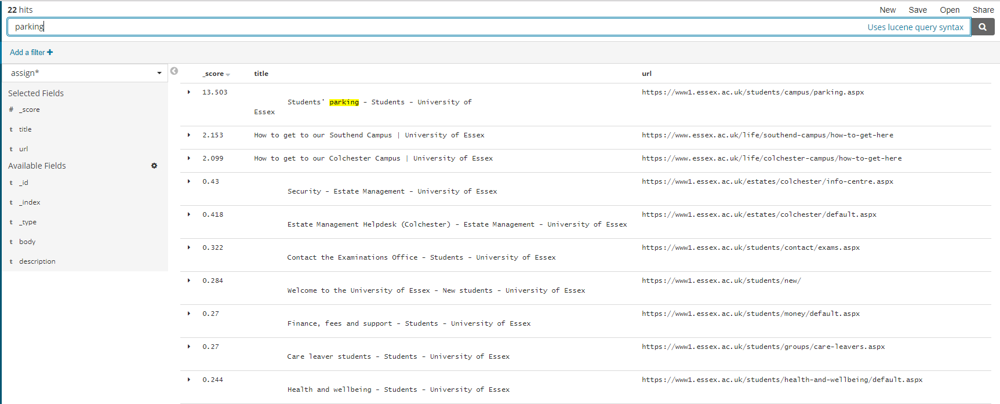 22 hits
New Save Open Share
parking
Uses lucene query syntax
Add a filter +
assign*
Selected Fields
# _score
t title
t url
Available Fields
t _id
t _index
t _type
t body
t description
_score title url
13.503 https://www1.essex.ac.uk/students/campus/parking.aspx
Students' parking - Students - University of
Essex
2.153 How to get to our Southend Campus | University of Essex https://www.essex.ac.uk/life/southend-campus/how-to-get-here
2.099 How to get to our Colchester Campus | University of Essex https://www.essex.ac.uk/life/colchester-campus/how-to-get-here
0.43 https://www1.essex.ac.uk/estates/colchester/info-centre.aspx
Security - Estate Management - University of Essex
0.418 https://www1.essex.ac.uk/estates/colchester/default.aspx
Estate Management Helpdesk (Colchester) - Estate Management - University of Essex
0.322 https://www1.essex.ac.uk/students/contact/exams.aspx
Contact the Examinations Office - Students - University of Essex
0.284 https://www1.essex.ac.uk/students/new/
Welcome to the University of Essex - New students - University of Essex
0.27 https://www1.essex.ac.uk/students/money/default.aspx
Finance, fees and support - Students - University of Essex
0.27 https://www1.essex.ac.uk/students/groups/care-leavers.aspx
Care leaver students - Students - University of Essex
0.244 https://www1.essex.ac.uk/students/health-and-wellbeing/default.aspx
Health and wellbeing - Students - University of Essex